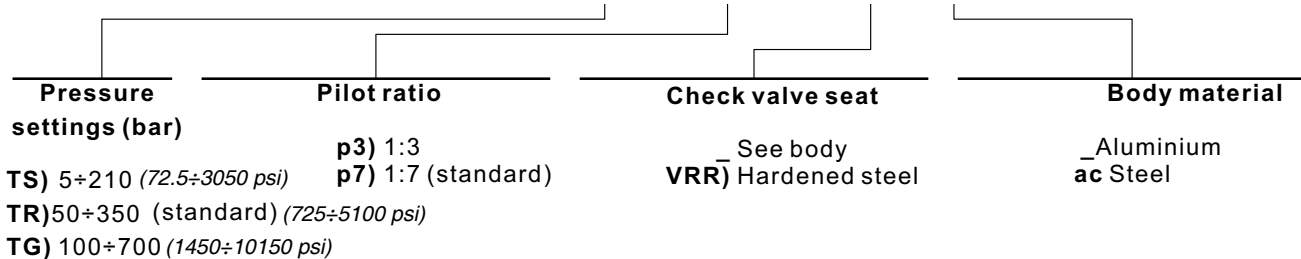 Pressure
settings (bar)
TS) 5÷210 (72.5÷3050 psi)
TR)50÷350 (standard) (725÷5100 psi)
TG) 100÷700 (1450÷10150 psi)
Pilot ratio
p3) 1:3
p7) 1:7 (standard)
Check valve seat
_ See body
VRR) Hardened steel
Body material
_Aluminium
ac Steel